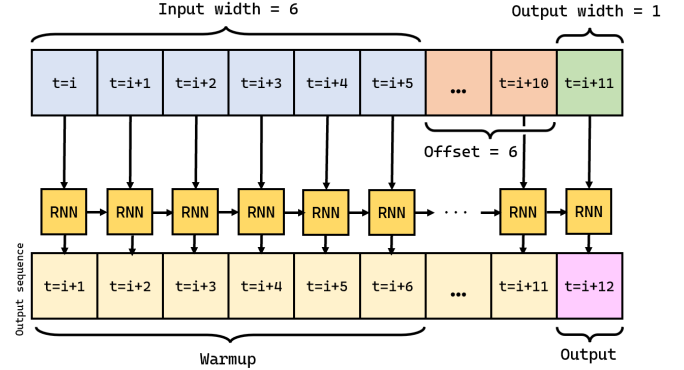 Input width = 6
Output width = 1
t=i t=i+1 t=i+2 t=i+3 t=i+4 t=i+5 ... t=i+10 t=i+11
Offset = 6
RNN RNN RNN RNN RNN RNN ... RNN RNN
Output sequence
t=i+1 t=i+2 t=i+3 t=i+4 t=i+5 t=i+6 ... t=i+11 t=i+12
Warmup
Output